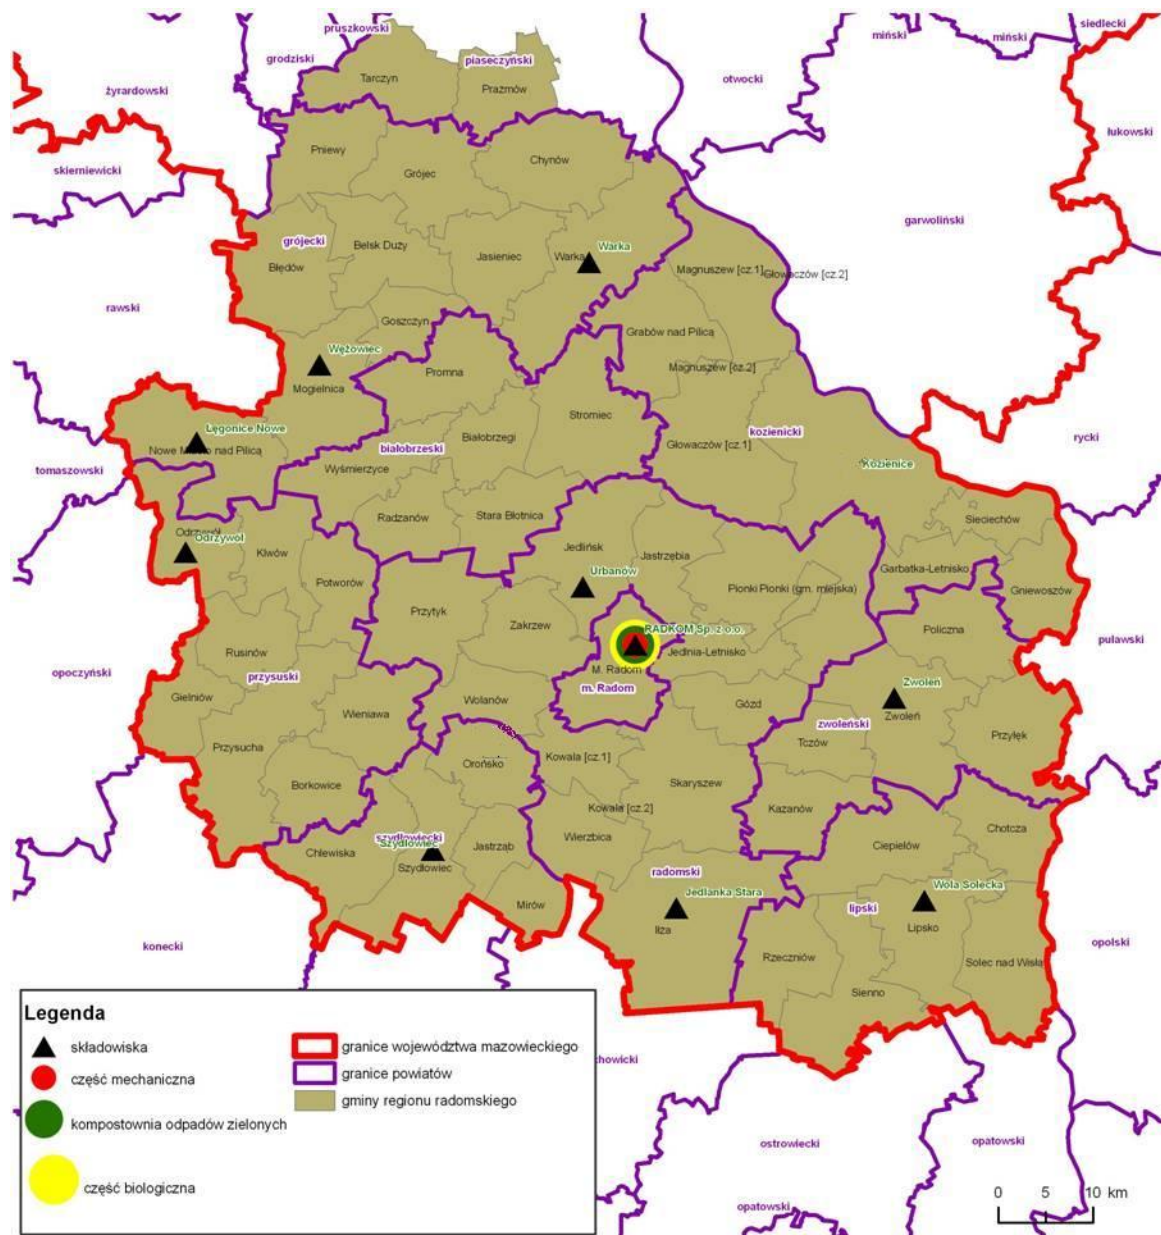 siedlecki
pruszkowski
miński
miński
grodziski
piaseczyński
Tarczyn
otwocki
żyrardowski
Prażmów
łukowski
Pniewy
Chynów
skierniewicki
Grójec
garwoliński
grójecki
Belsk Duży
Warka
Jasieniec
Warka
Błędów
Magnuszew [cz.1]
Głowaczów [cz.2]
rawski
Goszczyn
Grabów nad Pilicą
Wężowiec
Promna
Magnuszew [cz.2]
Mogielnica
Stromiec
Lęgonice Nowe
Białobrzegi
kozienicki
rycki
Nowe Miasto nad Pilicą
białobrzeski
Głowaczów [cz.1]
tomaszowski
Wyśmierzyce
Kozienice
Radzanów
Stara Błotnica
Sieciechów
Odrzywół
Odrzywół
Klwów
Jedlińsk
Jastrzębia
Urbanów
Garbatka-Letnisko
Potworów
Pionki
Pionki (gm. miejska)
Gniewoszów
Przytyk
Zakrzew
RADKOM Sp. z o.o.
Policzna
puławski
Rusinów
Jedlnia-Letnisko
opoczyński
przysuski
M. Radom
Zwoleń
Gielniów
m. Radom
Wieniawa
Wolanów
Gózd
Zwoleń
zwoleński
Przysucha
Tczów
Przyłęk
Orońsko
Kowala [cz.1]
Borkowice
Skaryszew
Kowala [cz.2]
Kazanów
szydłowiecki
Wierzbica
Chotcza
Szydłowiec
Jastrząb
Ciepielów
Chlewiska
Szydłowiec
radomski
Jedlanka Stara
Wola Solecka
Mirów
lipski
Iłża
Lipsko
konecki
opolski
Rzeczniów
Solec nad Wisłą
Sienno
Legenda
składowiska
część mechaniczna
kompostownia odpadów zielonych
część biologiczna
granice województwa mazowieckiego
granice powiatów
gminy regionu radomskiego
chowicki
ostrowiecki
opatowski
opatowski
0 5 10 km